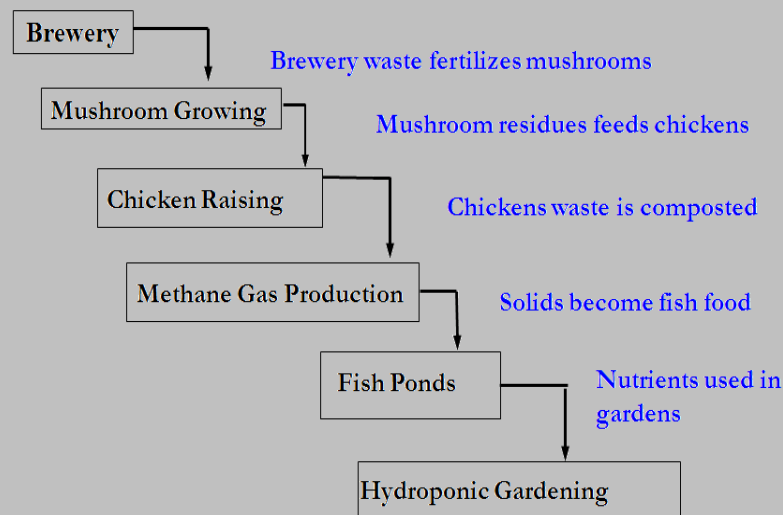 Brewery
Brewery waste fertilizes mushrooms
Mushroom Growing
Mushroom residues feeds chickens
Chicken Raising
Chickens waste is composted
Methane Gas Production
Solids become fish food
Fish Ponds
Nutrients used in
gardens
Hydroponic Gardening